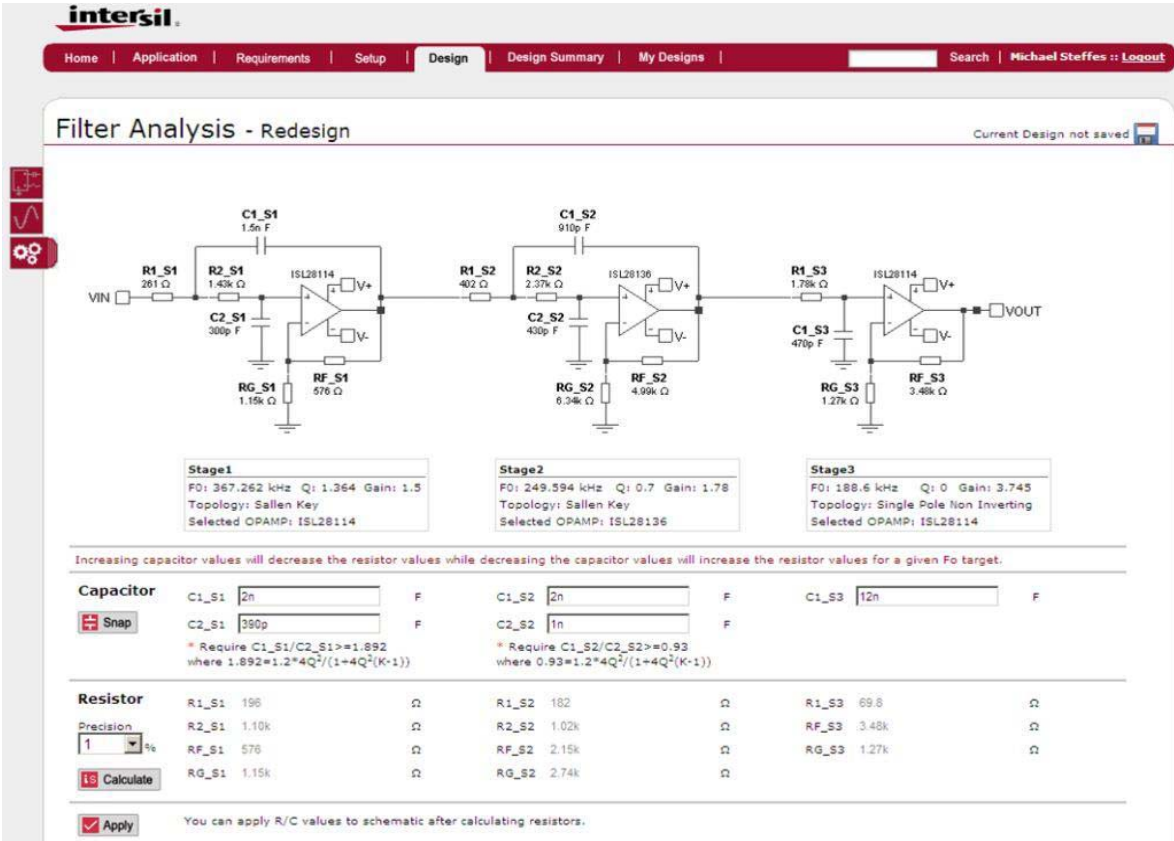 intersil
Home | Application | Requirements | Setup | Design | Design Summary | My Designs | Search | Michael Steffes :: Logout
Filter Analysis - Redesign
Current Design not saved
C1_S1
1.5n F
C1_S2
910p F
R1_S1
261 Ω
R2_S1
1.43k Ω
ISL28114
V+
R1_S2
402 Ω
R2_S2
2.37k Ω
ISL28136
V+
R1_S3
1.78k Ω
ISL28114
V+
VIN
VOUT
C2_S1
300p F
V-
C2_S2
430p F
V-
C1_S3
470p F
V-
RG_S1
1.15k Ω
RF_S1
576 Ω
RG_S2
6.34k Ω
RF_S2
4.99k Ω
RG_S3
1.27k Ω
RF_S3
3.48k Ω
Stage1
F0: 367.262 kHz Q: 1.364 Gain: 1.5
Topology: Sallen Key
Selected OPAMP: ISL28114
Stage2
F0: 249.594 kHz Q: 0.7 Gain: 1.78
Topology: Sallen Key
Selected OPAMP: ISL28136
Stage3
F0: 188.6 kHz Q: 0 Gain: 3.745
Topology: Single Pole Non Inverting
Selected OPAMP: ISL28114
Increasing capacitor values will decrease the resistor values while decreasing the capacitor values will increase the resistor values for a given Fo target.
Capacitor
Snap
C1_S1 2n F
C2_S1 390p F
* Require C1_S1/C2_S1>=1.892
where 1.892=1.2*4Q²/(1+4Q²(K-1))
C1_S2 2n F
C2_S2 1n F
* Require C1_S2/C2_S2>=0.93
where 0.93=1.2*4Q²/(1+4Q²(K-1))
C1_S3 12n F
Resistor
Precision
1 %
Calculate
R1_S1 196 Ω
R2_S1 1.10k Ω
RF_S1 576 Ω
RG_S1 1.15k Ω
R1_S2 182 Ω
R2_S2 1.02k Ω
RF_S2 2.15k Ω
RG_S2 2.74k Ω
R1_S3 69.8 Ω
RF_S3 3.48k Ω
RG_S3 1.27k Ω
Apply
You can apply R/C values to schematic after calculating resistors.